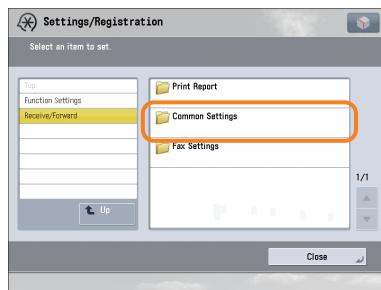 Settings/Registration
Select an item to set.
Top
Function Settings
Receive/Forward
Up
Print Report
Common Settings
Fax Settings
1/1
Close